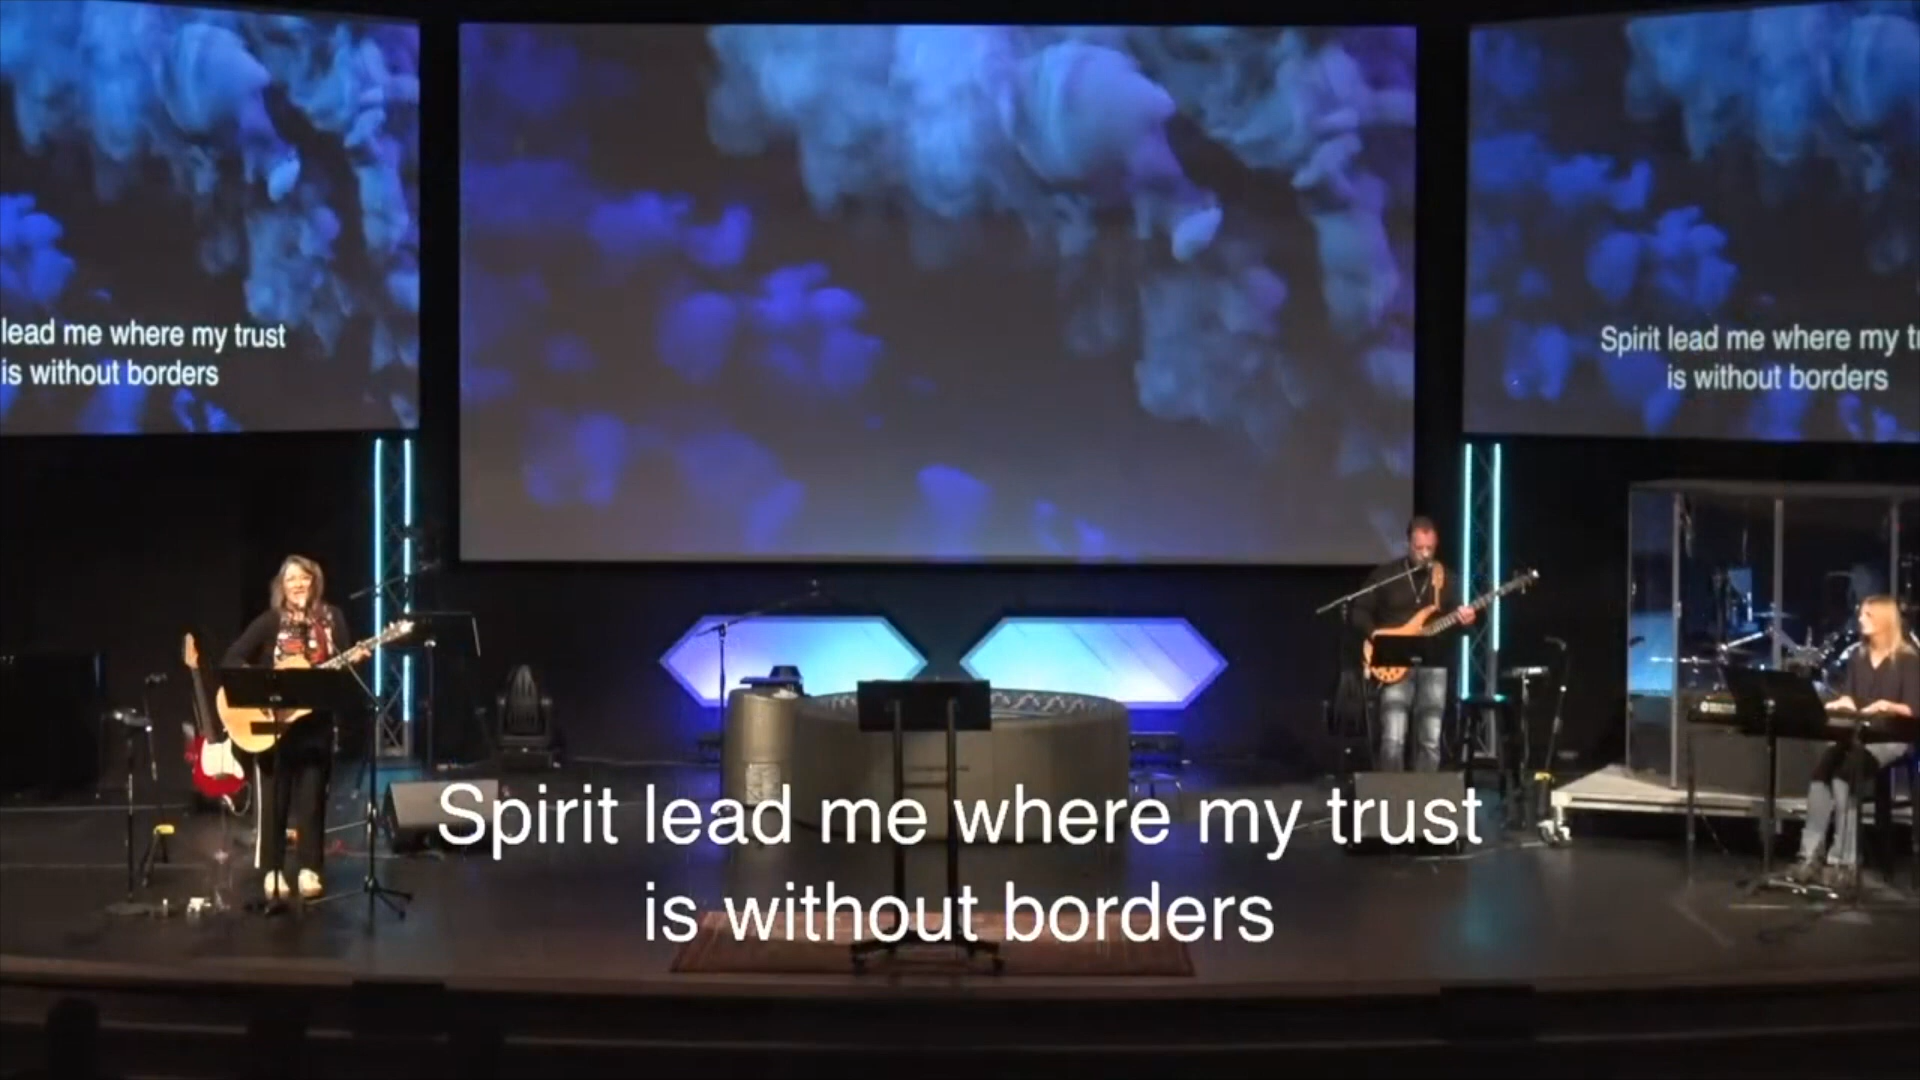 lead me where my trust
is without borders
Spirit lead me where my
is without borders
Spirit lead me where my trust
is without borders